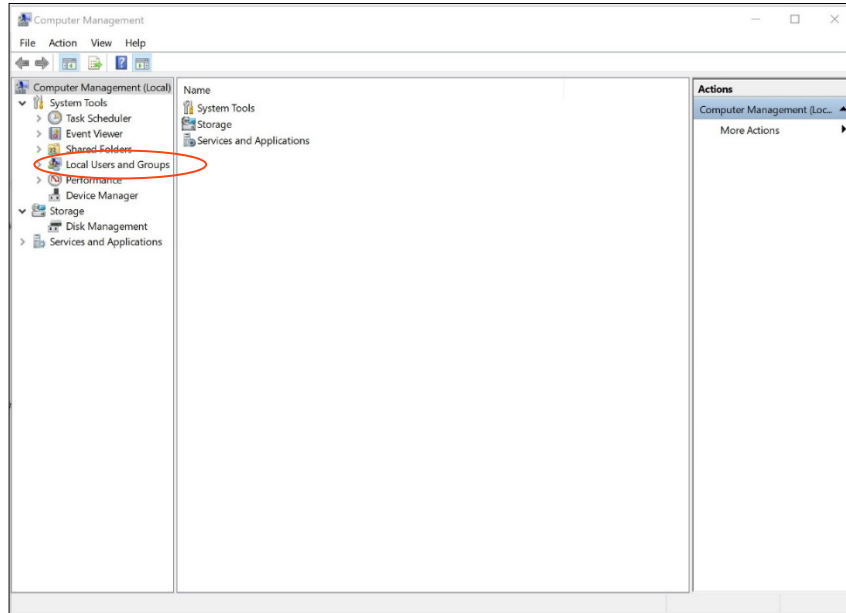 Computer Management
File Action View Help
Computer Management (Local)
System Tools
Task Scheduler
Event Viewer
Shared Folders
Local Users and Groups
Performance
Device Manager
Storage
Disk Management
Services and Applications
Name
System Tools
Storage
Services and Applications
Actions
Computer Management (Loc...
More Actions